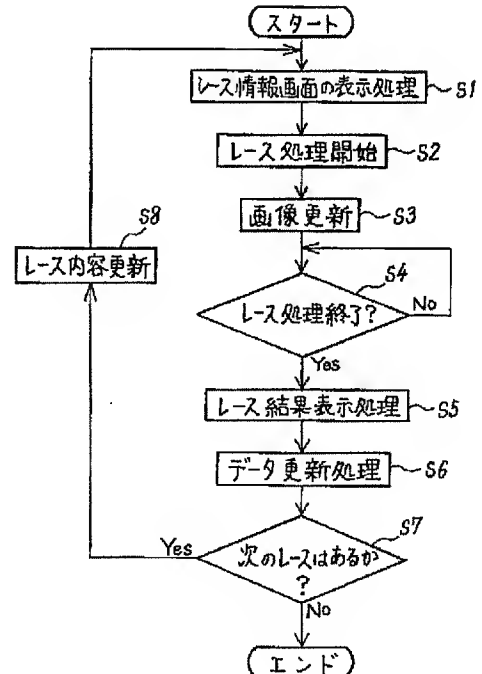 スタート
レース情報画面の表示処理
S1
レース処理開始
S2
画像更新
S3
S8
レース内容更新
S4
レース処理終了?
No
Yes
レース結果表示処理
S5
データ更新処理
S6
S7
Yes
次のレースはあるか
?
No
エンド